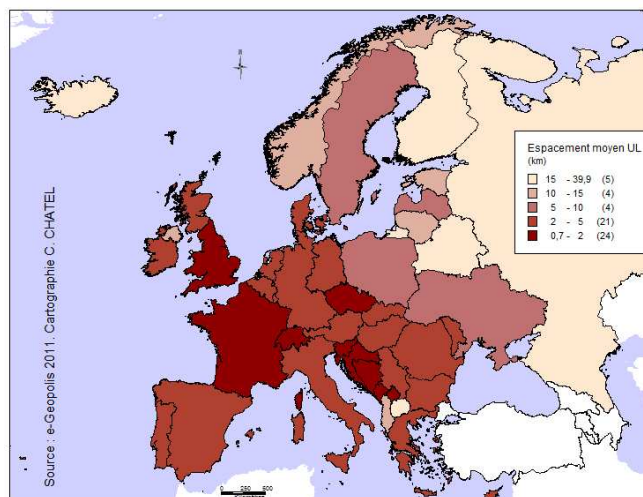 Espacement moyen UL
(km)
15 - 39,9 (5)
10 - 15 (4)
5 - 10 (4)
2 - 5 (21)
0,7 - 2 (24)
Source : e-Geopolis 2011. Cartographie C. CHATEL
0 250 500